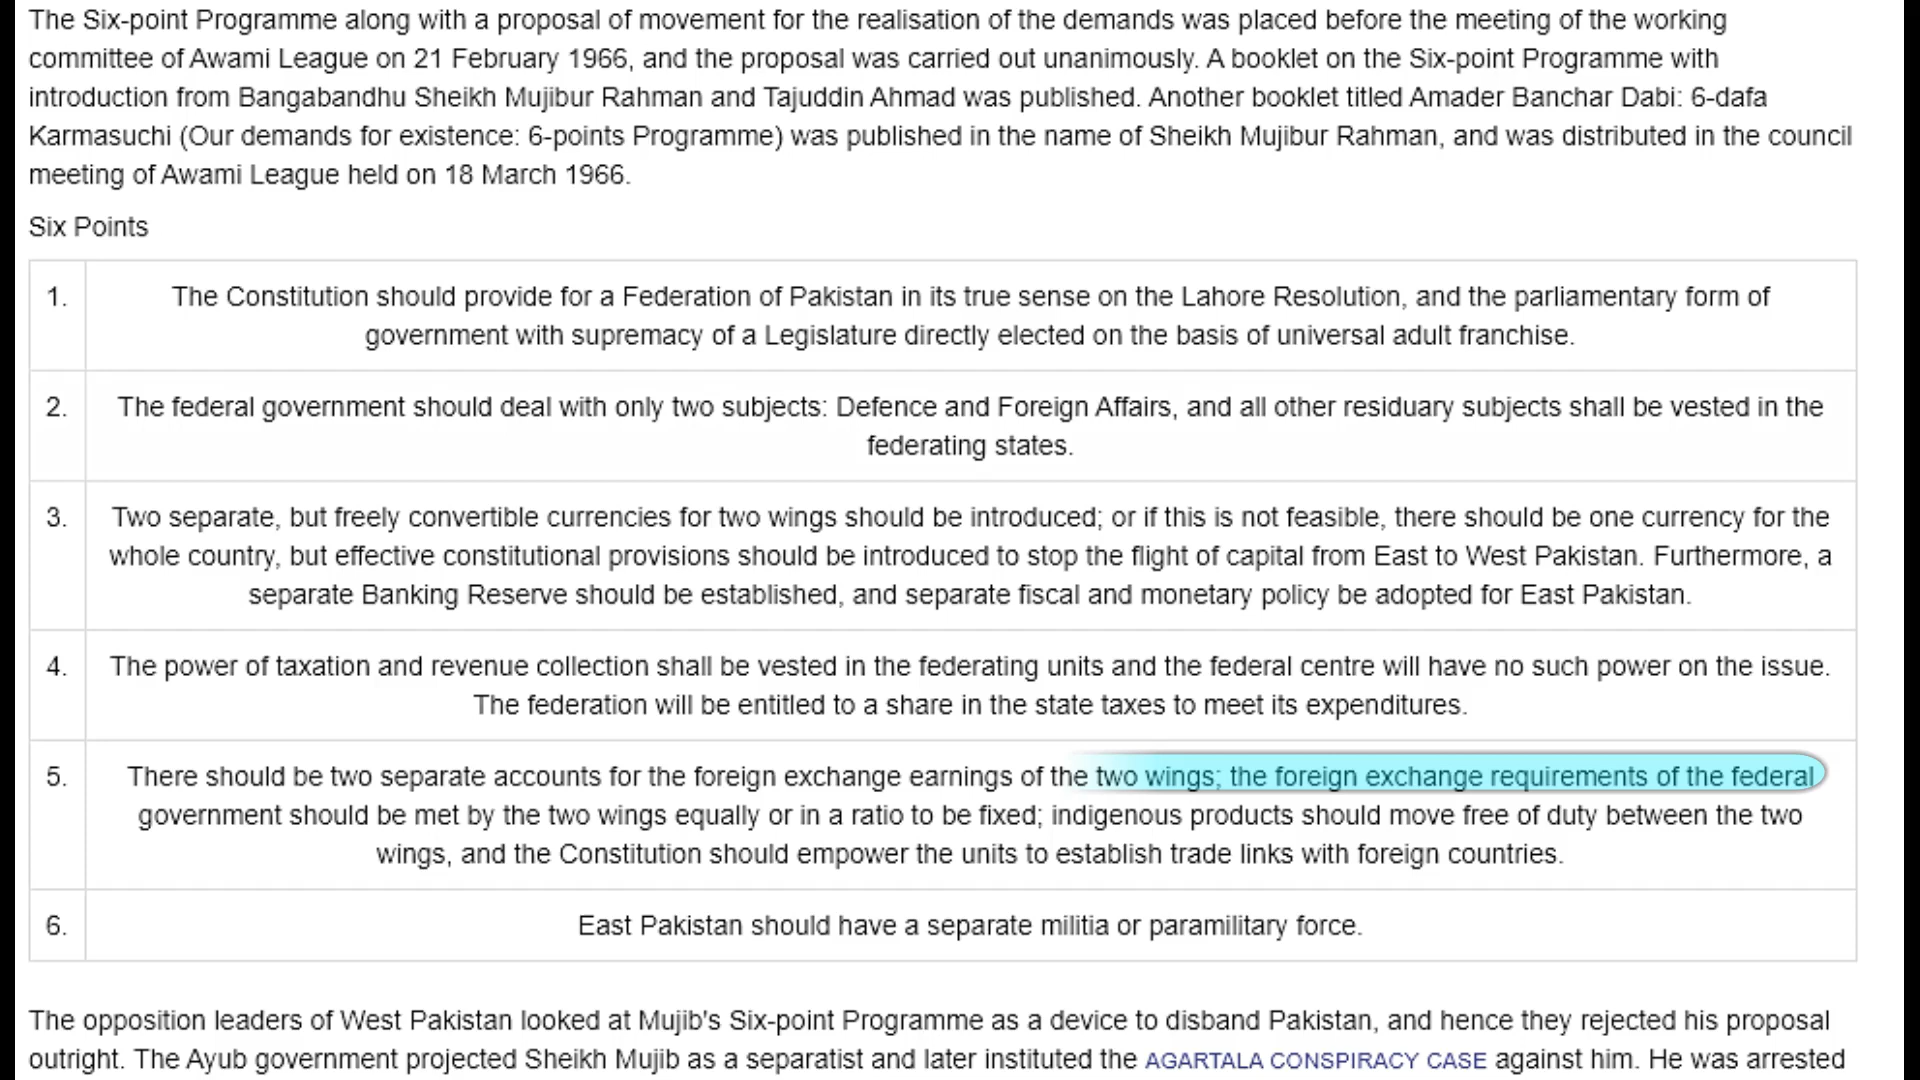 The Six-point Programme along with a proposal of movement for the realisation of the demands was placed before the meeting of the working
committee of Awami League on 21 February 1966, and the proposal was carried out unanimously. A booklet on the Six-point Programme with
introduction from Bangabandhu Sheikh Mujibur Rahman and Tajuddin Ahmad was published. Another booklet titled Amader Banchar Dabi: 6-dafa
Karmasuchi (Our demands for existence: 6-points Programme) was published in the name of Sheikh Mujibur Rahman, and was distributed in the council
meeting of Awami League held on 18 March 1966.
Six Points
1. The Constitution should provide for a Federation of Pakistan in its true sense on the Lahore Resolution, and the parliamentary form of
government with supremacy of a Legislature directly elected on the basis of universal adult franchise.
2. The federal government should deal with only two subjects: Defence and Foreign Affairs, and all other residuary subjects shall be vested in the
federating states.
3. Two separate, but freely convertible currencies for two wings should be introduced; or if this is not feasible, there should be one currency for the
whole country, but effective constitutional provisions should be introduced to stop the flight of capital from East to West Pakistan. Furthermore, a
separate Banking Reserve should be established, and separate fiscal and monetary policy be adopted for East Pakistan.
4. The power of taxation and revenue collection shall be vested in the federating units and the federal centre will have no such power on the issue.
The federation will be entitled to a share in the state taxes to meet its expenditures.
5. There should be two separate accounts for the foreign exchange earnings of the two wings; the foreign exchange requirements of the federal
government should be met by the two wings equally or in a ratio to be fixed; indigenous products should move free of duty between the two
wings, and the Constitution should empower the units to establish trade links with foreign countries.
6. East Pakistan should have a separate militia or paramilitary force.
The opposition leaders of West Pakistan looked at Mujib's Six-point Programme as a device to disband Pakistan, and hence they rejected his proposal
outright. The Ayub government projected Sheikh Mujib as a separatist and later instituted the AGARTALA CONSPIRACY CASE against him. He was arrested